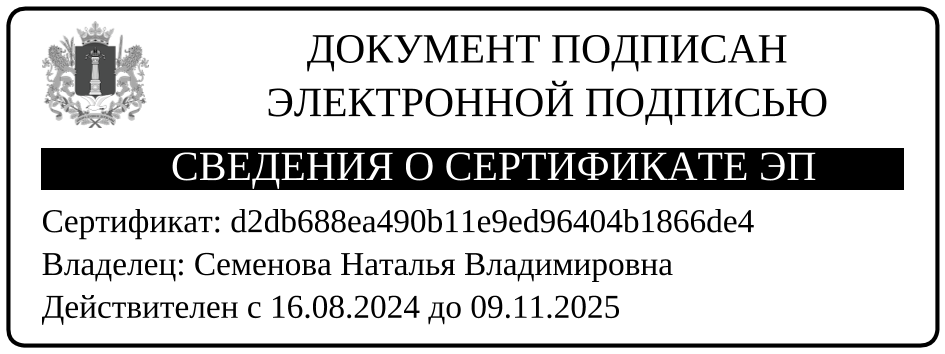 ДОКУМЕНТ ПОДПИСАН
ЭЛЕКТРОННОЙ ПОДПИСЬЮ
СВЕДЕНИЯ О СЕРТИФИКАТЕ ЭП
Сертификат: d2db688ea490b11e9ed96404b1866de4
Владелец: Семенова Наталья Владимировна
Действителен с 16.08.2024 до 09.11.2025